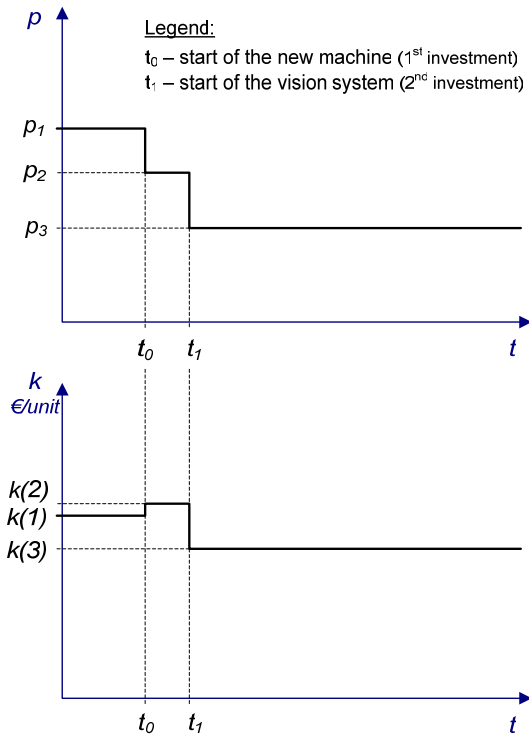 p
Legend:
t0 – start of the new machine (1st investment)
t1 – start of the vision system (2nd investment)
p1
p2
p3
t0 t1 t
k
€/unit
k(2)
k(1)
k(3)
t0 t1 t